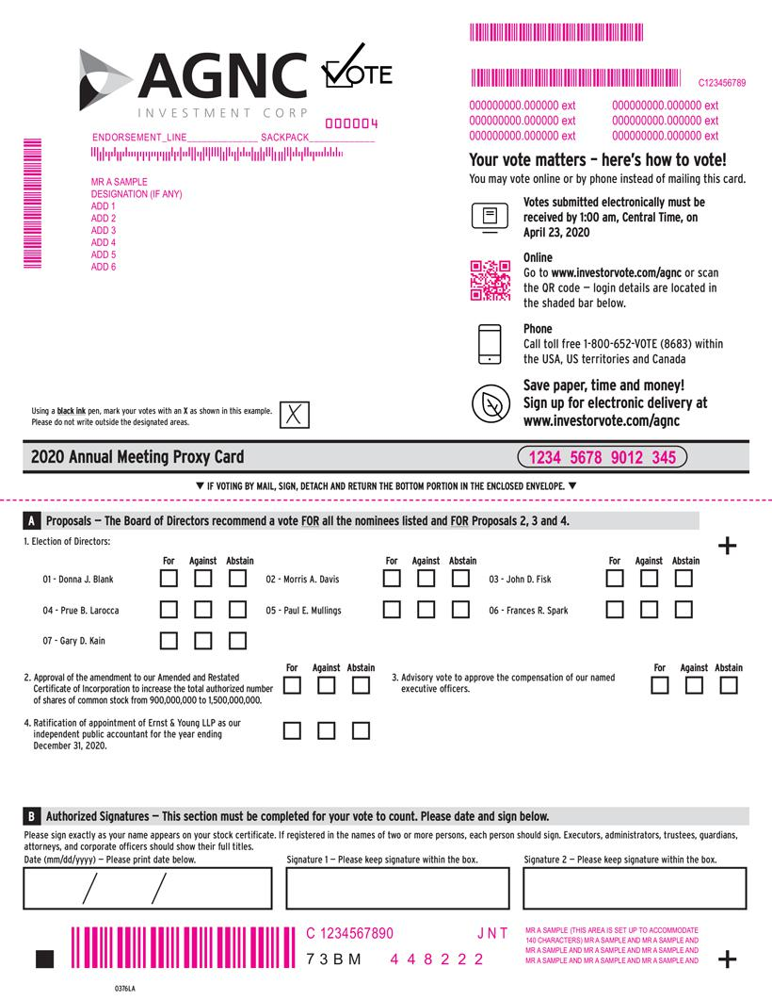 AGNC
INVESTMENT CORP
VOTE
000004
ENDORSEMENT_LINE______________ SACKPACK_____________
MR A SAMPLE
DESIGNATION (IF ANY)
ADD 1
ADD 2
ADD 3
ADD 4
ADD 5
ADD 6
C123456789
000000000.000000 ext 000000000.000000 ext
000000000.000000 ext 000000000.000000 ext
000000000.000000 ext 000000000.000000 ext
Your vote matters – here's how to vote!
You may vote online or by phone instead of mailing this card.
Votes submitted electronically must be
received by 1:00 am, Central Time, on
April 23, 2020
Online
Go to www.investorvote.com/agnc or scan
the QR code — login details are located in
the shaded bar below.
Phone
Call toll free 1-800-652-VOTE (8683) within
the USA, US territories and Canada
Save paper, time and money!
Sign up for electronic delivery at
www.investorvote.com/agnc
Using a black ink pen, mark your votes with an X as shown in this example.
Please do not write outside the designated areas.
X
2020 Annual Meeting Proxy Card
1234 5678 9012 345
▼ IF VOTING BY MAIL, SIGN, DETACH AND RETURN THE BOTTOM PORTION IN THE ENCLOSED ENVELOPE. ▼
A Proposals — The Board of Directors recommend a vote FOR all the nominees listed and FOR Proposals 2, 3 and 4.
1. Election of Directors:
+
For Against Abstain For Against Abstain For Against Abstain
01 - Donna J. Blank 02 - Morris A. Davis 03 - John D. Fisk
04 - Prue B. Larocca 05 - Paul E. Mullings 06 - Frances R. Spark
07 - Gary D. Kain
For Against Abstain For Against Abstain
2. Approval of the amendment to our Amended and Restated
Certificate of Incorporation to increase the total authorized number
of shares of common stock from 900,000,000 to 1,500,000,000.
3. Advisory vote to approve the compensation of our named
executive officers.
4. Ratification of appointment of Ernst & Young LLP as our
independent public accountant for the year ending
December 31, 2020.
B Authorized Signatures — This section must be completed for your vote to count. Please date and sign below.
Please sign exactly as your name appears on your stock certificate. If registered in the names of two or more persons, each person should sign. Executors, administrators, trustees, guardians,
attorneys, and corporate officers should show their full titles.
Date (mm/dd/yyyy) — Please print date below. Signature 1 — Please keep signature within the box. Signature 2 — Please keep signature within the box.
/ /
C 1234567890 J N T
7 3 B M 4 4 8 2 2 2
MR A SAMPLE (THIS AREA IS SET UP TO ACCOMMODATE
140 CHARACTERS) MR A SAMPLE AND MR A SAMPLE AND
MR A SAMPLE AND MR A SAMPLE AND MR A SAMPLE AND
MR A SAMPLE AND MR A SAMPLE AND MR A SAMPLE AND
+
0376LA